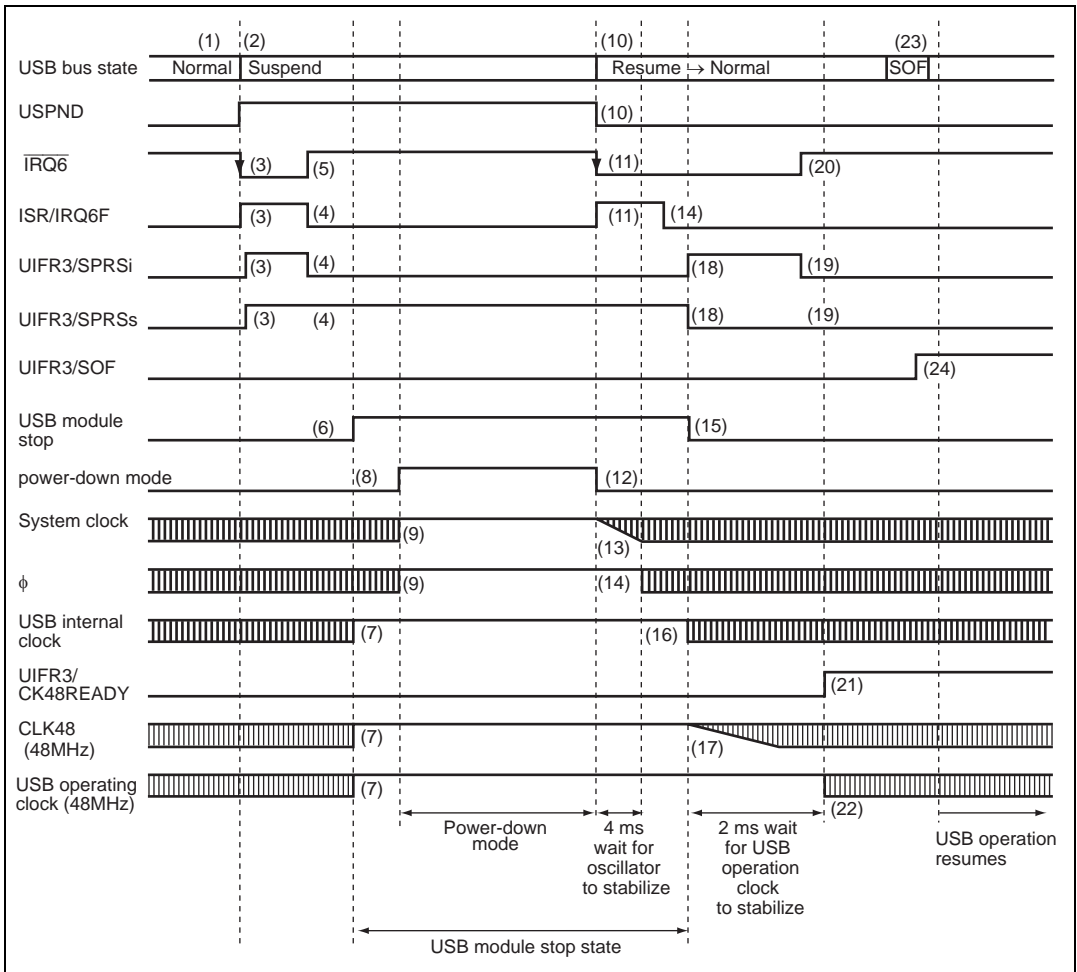 (1) (2) (10) (23)
USB bus state Normal Suspend Resume ↦ Normal SOF
USPND (10)
IRQ6 (3) (5) (11) (20)
ISR/IRQ6F (3) (4) (11) (14)
UIFR3/SPRSi (3) (4) (18) (19)
UIFR3/SPRSs (3) (4) (18) (19)
UIFR3/SOF (24)
USB module
stop (6) (15)
power-down mode (8) (12)
System clock (9) (13)
ϕ (9) (14)
USB internal
clock (7) (16)
UIFR3/
CK48READY (21)
CLK48
(48MHz) (7) (17)
USB operating
clock (48MHz) (7) (22)
Power-down
mode
4 ms
wait for
oscillator
to stabilize
2 ms wait
for USB
operation
clock
to stabilize
USB operation
resumes
USB module stop state